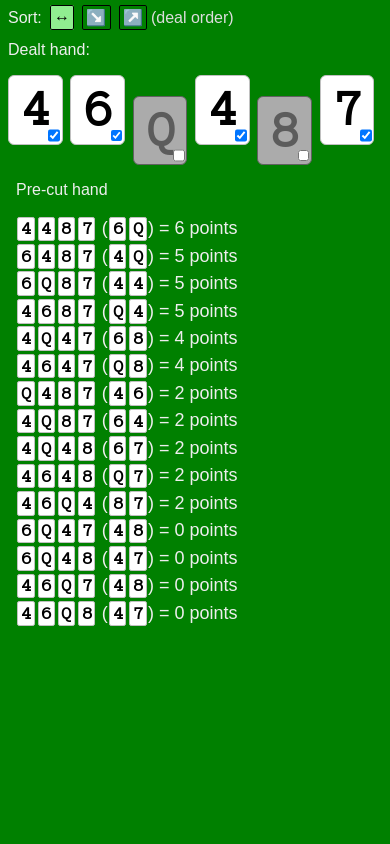 Sort: ↔ ↘ ↗ (deal order)
Dealt hand:
4 6 Q 4 8 7
Pre-cut hand
4 4 8 7 (6 Q) = 6 points
6 4 8 7 (4 Q) = 5 points
6 Q 8 7 (4 4) = 5 points
4 6 8 7 (Q 4) = 5 points
4 Q 4 7 (6 8) = 4 points
4 6 4 7 (Q 8) = 4 points
Q 4 8 7 (4 6) = 2 points
4 Q 8 7 (6 4) = 2 points
4 Q 4 8 (6 7) = 2 points
4 6 4 8 (Q 7) = 2 points
4 6 Q 4 (8 7) = 2 points
6 Q 4 7 (4 8) = 0 points
6 Q 4 8 (4 7) = 0 points
4 6 Q 7 (4 8) = 0 points
4 6 Q 8 (4 7) = 0 points